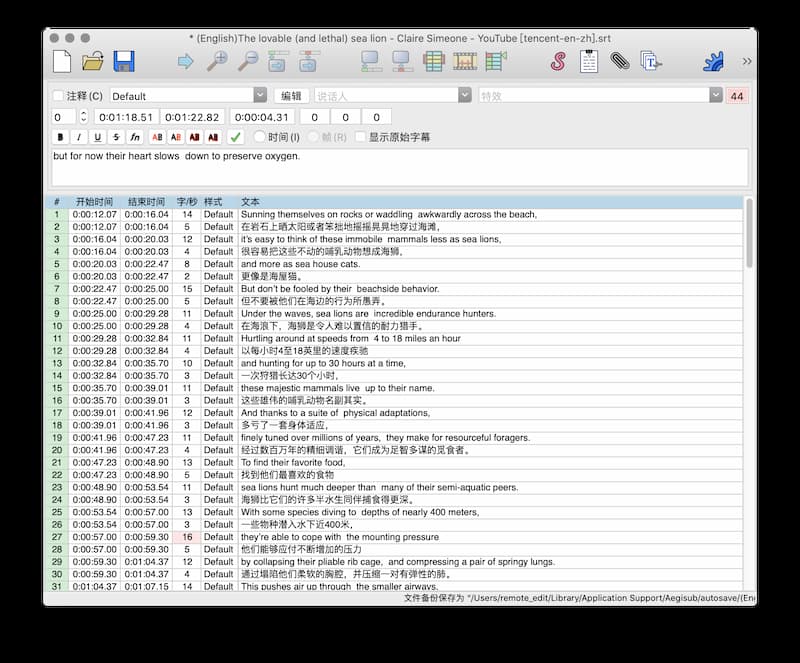 * (English)The lovable (and lethal) sea lion - Claire Simeone - YouTube [tencent-en-zh].srt
注释(C) Default 编辑 说话人 特效 44
0 0:01:18.51 0:01:22.82 0:00:04.31 0 0 0
B I U S fn AB AB AB AB 时间(I) 帧(R) 显示原始字幕
but for now their heart slows  down to preserve oxygen.
# 开始时间 结束时间 字/秒 样式 文本
1 0:00:12.07 0:00:16.04 14 Default Sunning themselves on rocks or waddling  awkwardly across the beach,
2 0:00:12.07 0:00:16.04 5 Default 在岩石上晒太阳或者笨拙地摇摇晃晃地穿过海滩,
3 0:00:16.04 0:00:20.03 12 Default it's easy to think of these immobile  mammals less as sea lions,
4 0:00:16.04 0:00:20.03 4 Default 很容易把这些不动的哺乳动物想成海狮,
5 0:00:20.03 0:00:22.47 8 Default and more as sea house cats.
6 0:00:20.03 0:00:22.47 2 Default 更像是海屋猫。
7 0:00:22.47 0:00:25.00 15 Default But don't be fooled by their  beachside behavior.
8 0:00:22.47 0:00:25.00 5 Default 但不要被他们在海边的行为所愚弄。
9 0:00:25.00 0:00:29.28 11 Default Under the waves, sea lions are  incredible endurance hunters.
10 0:00:25.00 0:00:29.28 4 Default 在海浪下，海狮是令人难以置信的耐力猎手。
11 0:00:29.28 0:00:32.84 11 Default Hurtling around at speeds from  4 to 18 miles an hour
12 0:00:29.28 0:00:32.84 4 Default 以每小时4至18英里的速度疾驰
13 0:00:32.84 0:00:35.70 10 Default and hunting for up to 30 hours at a time,
14 0:00:32.84 0:00:35.70 3 Default 一次狩猎长达30个小时,
15 0:00:35.70 0:00:39.01 11 Default these majestic mammals live  up to their name.
16 0:00:35.70 0:00:39.01 3 Default 这些雄伟的哺乳动物名副其实。
17 0:00:39.01 0:00:41.96 12 Default And thanks to a suite of  physical adaptations,
18 0:00:39.01 0:00:41.96 3 Default 多亏了一套身体适应,
19 0:00:41.96 0:00:47.23 11 Default finely tuned over millions of years,  they make for resourceful foragers.
20 0:00:41.96 0:00:47.23 4 Default 经过数百万年的精细调谐，它们成为足智多谋的觅食者。
21 0:00:47.23 0:00:48.90 13 Default To find their favorite food,
22 0:00:47.23 0:00:48.90 5 Default 找到他们最喜欢的食物
23 0:00:48.90 0:00:53.54 11 Default sea lions hunt much deeper than  many of their semi-aquatic peers.
24 0:00:48.90 0:00:53.54 3 Default 海狮比它们的许多半水生同伴捕食得更深。
25 0:00:53.54 0:00:57.00 13 Default With some species diving to  depths of nearly 400 meters,
26 0:00:53.54 0:00:57.00 3 Default 一些物种潜入水下近400米,
27 0:00:57.00 0:00:59.30 16 Default they're able to cope with  the mounting pressure
28 0:00:57.00 0:00:59.30 5 Default 他们能够应付不断增加的压力
29 0:00:59.30 0:01:04.37 12 Default by collapsing their pliable rib cage,  and compressing a pair of springy lungs.
30 0:00:59.30 0:01:04.37 4 Default 通过塌陷他们柔软的胸腔，并压缩一对有弹性的肺。
31 0:01:04.37 0:01:07.15 14 Default This pushes air up through  the smaller airways,
文件备份保存为 "/Users/remote_edit/Library/Application Support/Aegisub/autosave/(En